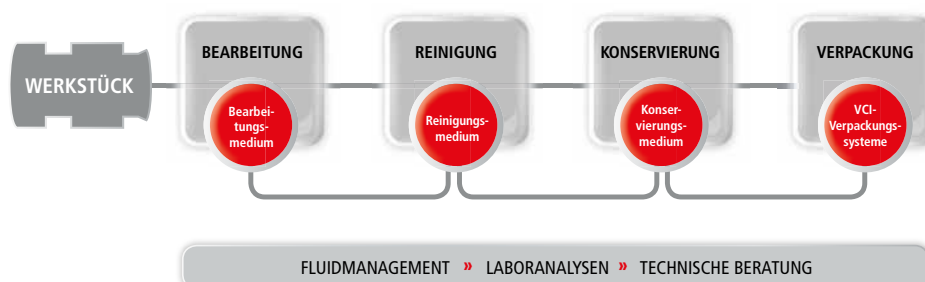 WERKSTÜCK
BEARBEITUNG
Bearbei-
tungs-
medium
REINIGUNG
Reinigungs-
medium
KONSERVIERUNG
Konser-
vierungs-
medium
VERPACKUNG
VCI-
Verpackungs-
systeme
FLUIDMANAGEMENT » LABORANALYSEN » TECHNISCHE BERATUNG